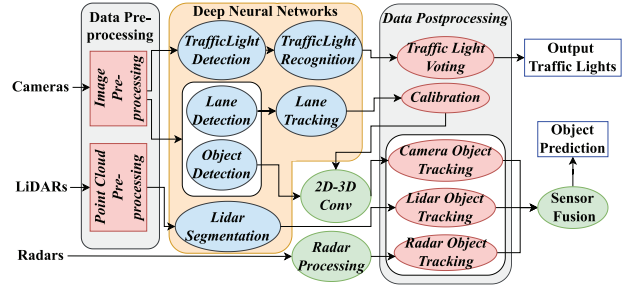 Data Pre-
processing
Deep Neural Networks
Data Postprocessing
TrafficLight
Detection
TrafficLight
Recognition
Traffic Light
Voting
Output
Traffic Lights
Cameras
Image
Pre-
processing
Lane
Detection
Lane
Tracking
Calibration
Object
Detection
2D-3D
Conv
Camera Object
Tracking
Object
Prediction
LiDARs
Point Cloud
Pre-
processing
Lidar
Segmentation
Lidar Object
Tracking
Sensor
Fusion
Radars
Radar
Processing
Radar Object
Tracking